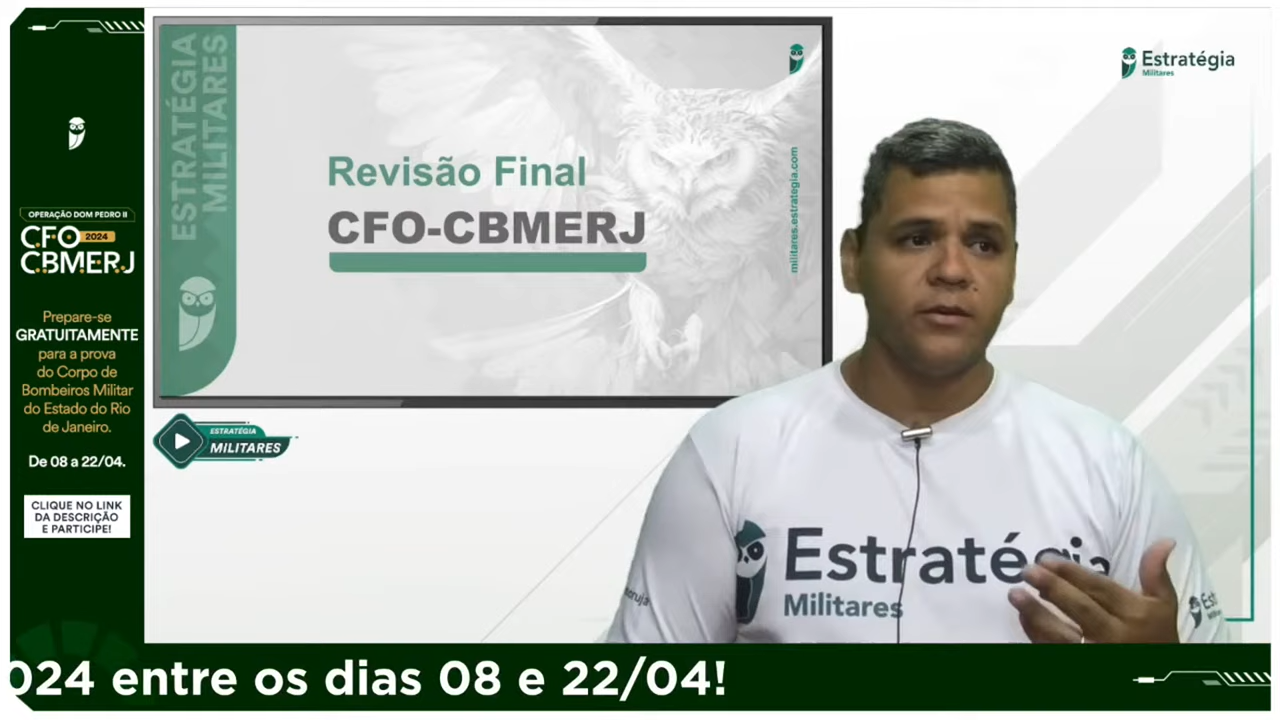 OPERAÇÃO DOM PEDRO II
CFO 2024
CBMERJ
Prepare-se
GRATUITAMENTE
para a prova
do Corpo de
Bombeiros Militar
do Estado do Rio
de Janeiro.
De 08 a 22/04.
CLIQUE NO LINK
DA DESCRIÇÃO
E PARTICIPE!
ESTRATÉGIA
MILITARES
Revisão Final
CFO-CBMERJ
militares.estrategia.com
ESTRATÉGIA
MILITARES
Estratégia
Militares
Estratégia
Militares
coruja
Est
024 entre os dias 08 e 22/04!